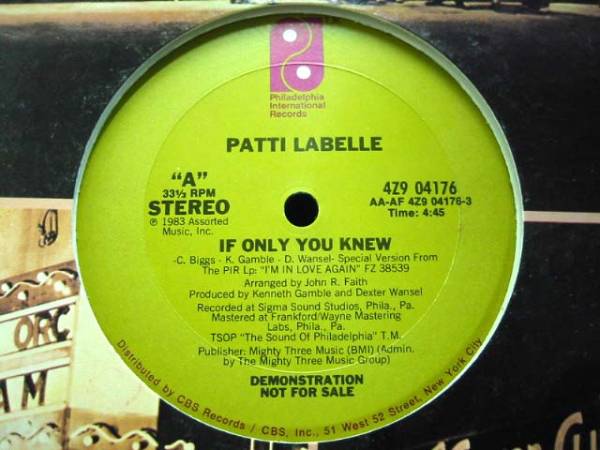 Philadelphia
International
Records
PATTI LABELLE
"A"
33⅓ RPM
STEREO
℗ 1983 Assorted
Music, Inc.
4Z9 04176
AA-AF 4Z9 04176-3
Time: 4:45
IF ONLY YOU KNEW
-C. Biggs - K. Gamble - D. Wansel- Special Version From
The PIR Lp: "I'M IN LOVE AGAIN" FZ 38539
Arranged by John R. Faith
Produced by Kenneth Gamble and Dexter Wansel
Recorded at Sigma Sound Studios, Phila., Pa.
Mastered at Frankford/Wayne Mastering
Labs, Phila., Pa.
TSOP "The Sound Of Philadelphia" T.M.
Publisher: Mighty Three Music (BMI) (Admin.
by The Mighty Three Music Group)
DEMONSTRATION
NOT FOR SALE
Distributed by CBS Records / CBS, Inc., 51 West 52 Street, New York City
ORC
AM